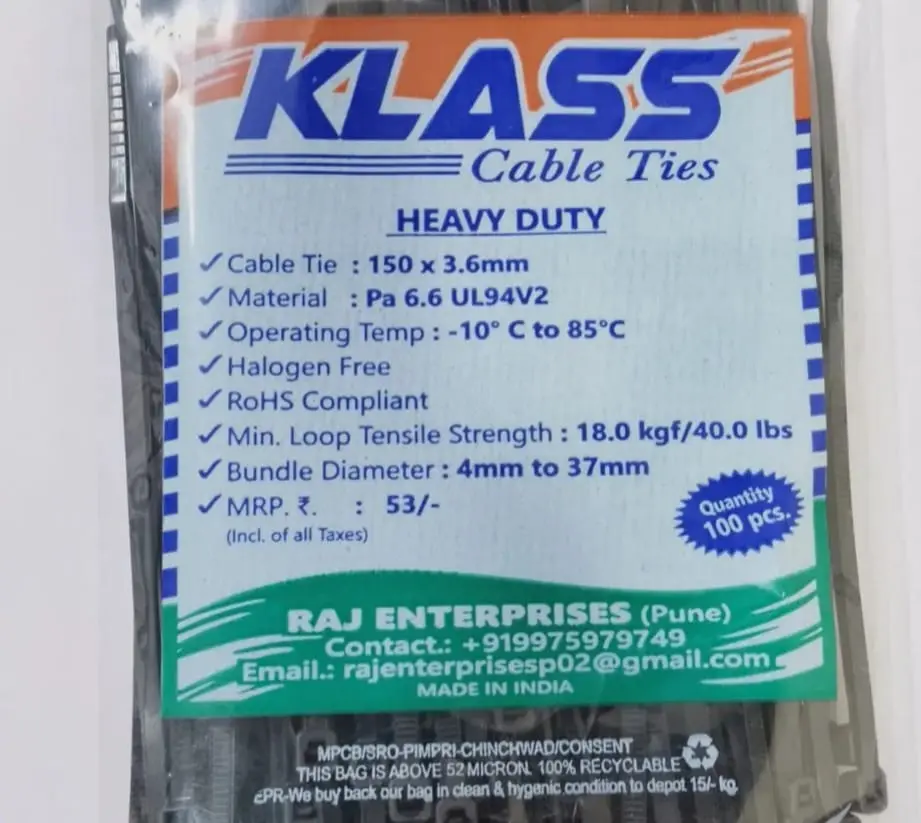 KLASS
Cable Ties
HEAVY DUTY
✓ Cable Tie : 150 x 3.6mm
✓ Material : Pa 6.6 UL94V2
✓ Operating Temp : -10° C to 85°C
✓ Halogen Free
✓ RoHS Compliant
✓ Min. Loop Tensile Strength : 18.0 kgf/40.0 lbs
✓ Bundle Diameter : 4mm to 37mm
✓ MRP. ₹. : 53/-
(Incl. of all Taxes)
Quantity
100 pcs.
RAJ ENTERPRISES (Pune)
Contact.: +919975979749
Email.: rajenterprisesp02@gmail.com
MADE IN INDIA
MPCB/SRO-PIMPRI-CHINCHWAD/CONSENT
THIS BAG IS ABOVE 52 MICRON. 100% RECYCLABLE
EPR-We buy back our bag in clean & hygenic condition to depot 15/- kg.